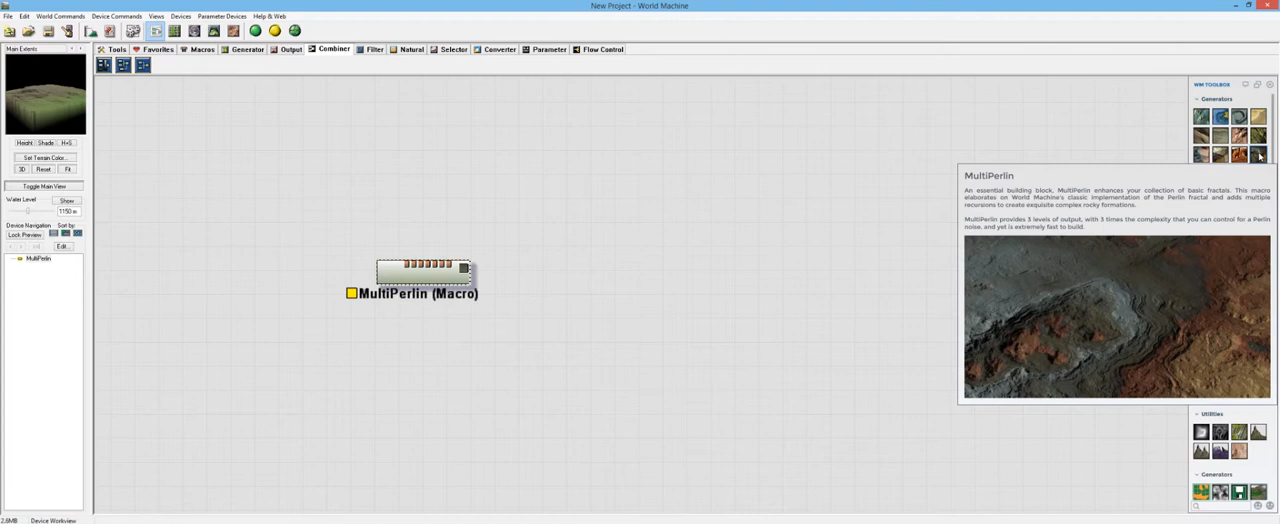 New Project - World Machine
File Edit World Commands Device Commands Views Devices Parameter Devices Help & Web
Main Extents
Tools Favorites Macros Generator Output Combiner Filter Natural Selector Converter Parameter Flow Control
Height Shade H+S
Set Terrain Color...
3D Reset Fit
Toggle Main View
Water Level Show
1150 m
Device Navigation Sort by:
Lock Preview
Edit...
MultiPerlin
MultiPerlin (Macro)
WM TOOLBOX
Generators
MultiPerlin
An essential building block, MultiPerlin enhances your collection of basic fractals. This macro
elaborates on World Machine's classic implementation of the Perlin fractal and adds multiple
recursions to create exquisite complex rocky formations.
MultiPerlin provides 3 levels of output, with 3 times the complexity that you can control for a Perlin
noise, and yet is extremely fast to build.
Utilities
Generators
2.6MB Device Workview